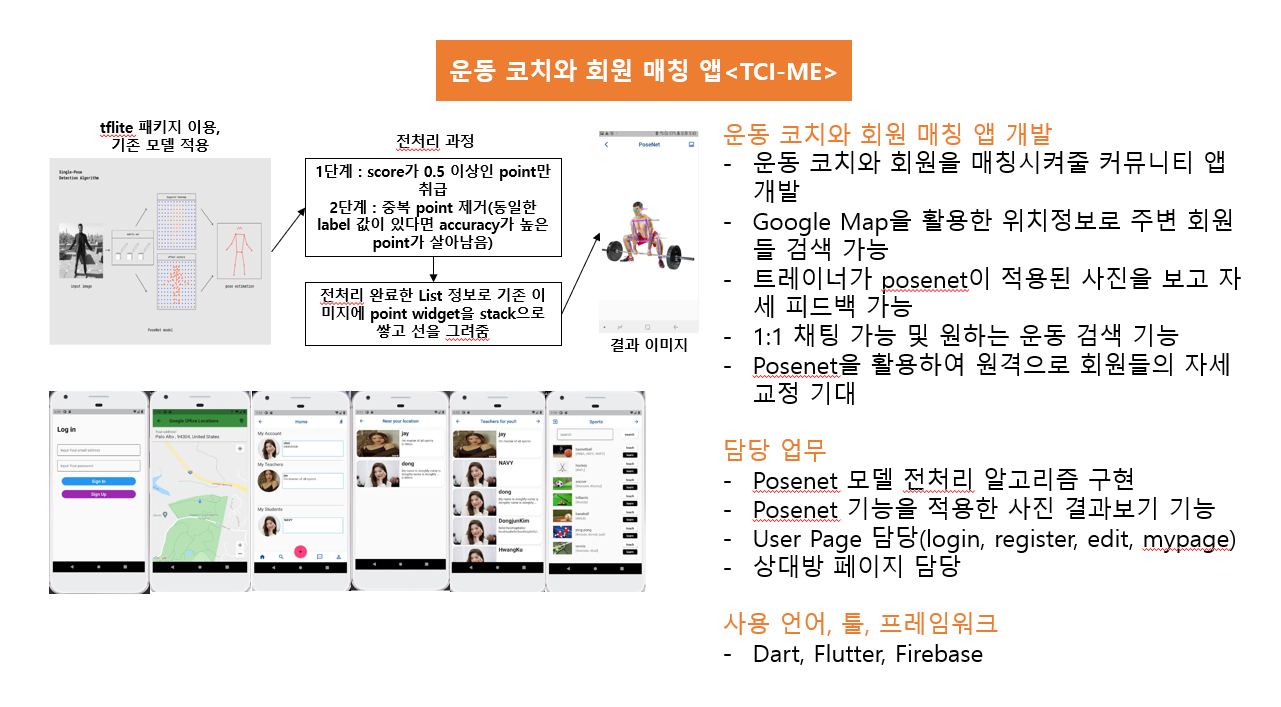 운동 코치와 회원 매칭 앱<TCI-ME>
tflite 패키지 이용,
기존 모델 적용
Single-Pose
Detection Algorithm
input image
pose estimation
PoseNet model
전처리 과정
1단계 : score가 0.5 이상인 point만
취급
2단계 : 중복 point 제거(동일한
label 값이 있다면 accuracy가 높은
point가 살아남음)
전처리 완료한 List 정보로 기존 이
미지에 point widget을 stack으로
쌓고 선을 그려줌
PoseNet
결과 이미지
Log in
Input Your email address
Input Your password
Sign In
Sign Up
Google Office Locations
Palo Alto , 94304, United States
Home
My Account
My Teachers
My Students
NAVY
Near your location
jay
dong
Teachers for you!!
jay
NAVY
dong
DongjunKim
HwangKu
Sports
search
search
basketball
hockey
soccer
billiards
baseball
ping pong
tennis
운동 코치와 회원 매칭 앱 개발
- 운동 코치와 회원을 매칭시켜줄 커뮤니티 앱
개발
- Google Map을 활용한 위치정보로 주변 회원
들 검색 가능
- 트레이너가 posenet이 적용된 사진을 보고 자
세 피드백 가능
- 1:1 채팅 가능 및 원하는 운동 검색 기능
- Posenet을 활용하여 원격으로 회원들의 자세
교정 기대
담당 업무
- Posenet 모델 전처리 알고리즘 구현
- Posenet 기능을 적용한 사진 결과보기 기능
- User Page 담당(login, register, edit, mypage)
- 상대방 페이지 담당
사용 언어, 툴, 프레임워크
- Dart, Flutter, Firebase